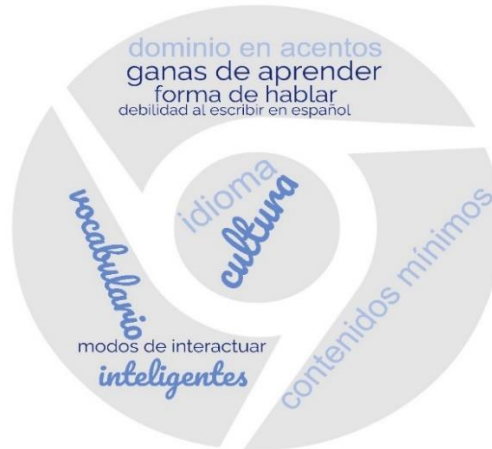 dominio en acentos
ganas de aprender
forma de hablar
debilidad al escribir en español
idioma
cultura
vocabulario
contenidos mínimos
modos de interactuar
inteligentes